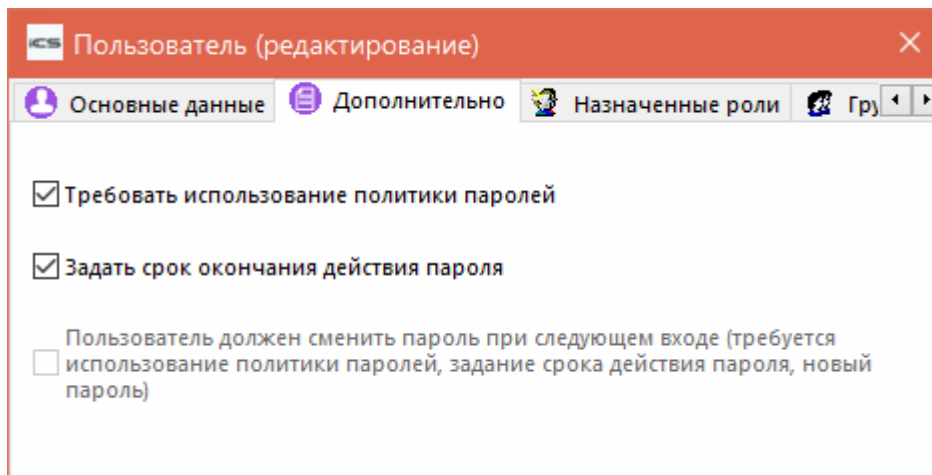 iCS Пользователь (редактирование)
Основные данные Дополнительно Назначенные роли Гру
Требовать использование политики паролей
Задать срок окончания действия пароля
Пользователь должен сменить пароль при следующем входе (требуется
использование политики паролей, задание срока действия пароля, новый
пароль)